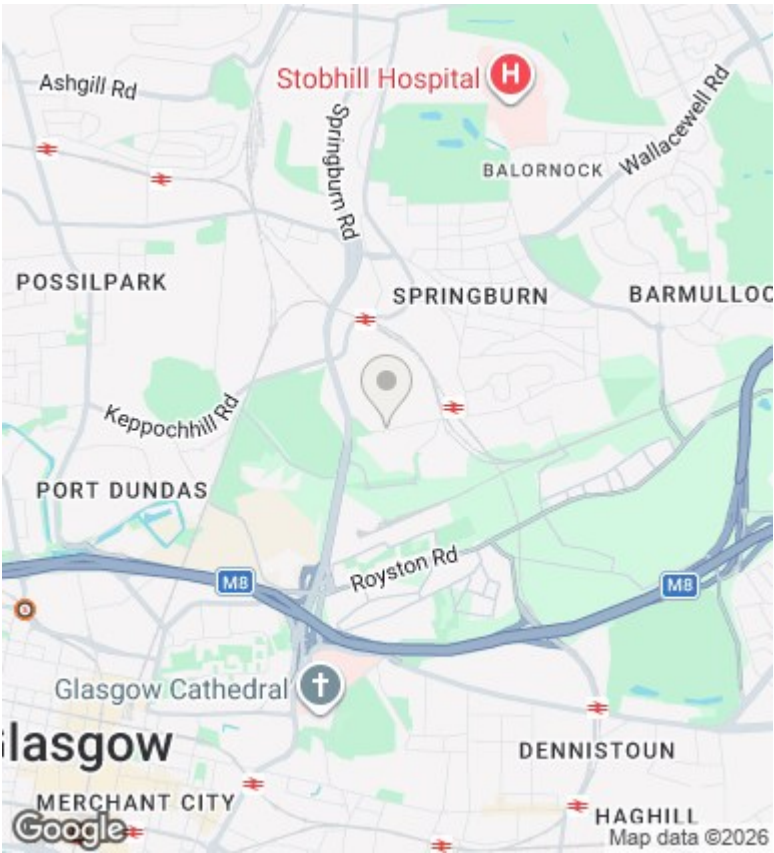 Stobhill Hospital
H
Ashgill Rd
Springburn Rd
Wallacewell Rd
BALORNOCK
POSSILPARK
SPRINGBURN
BARMULLOC
Keppochhill Rd
PORT DUNDAS
Royston Rd
M8
M8
Glasgow Cathedral
lasgow
DENNISTOUN
MERCHANT CITY
HAGHILL
Google
Map data ©2026